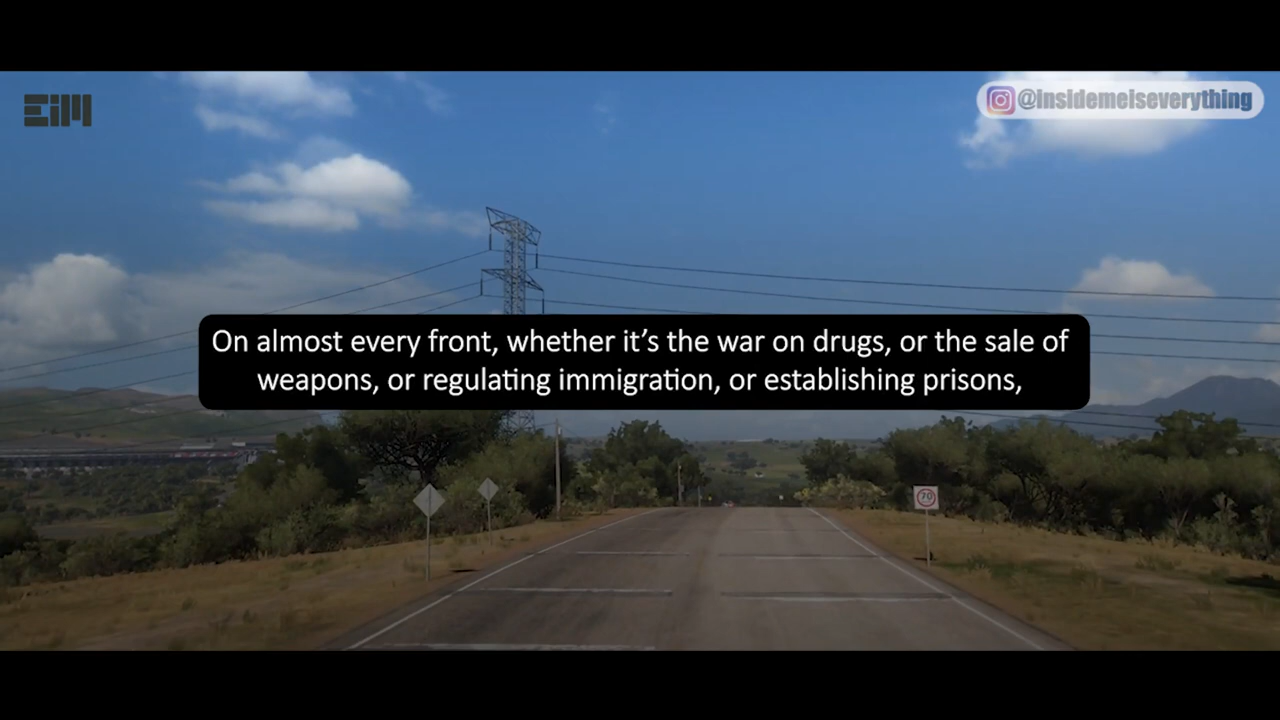 EiM
@insidemeiseverything
On almost every front, whether it’s the war on drugs, or the sale of
weapons, or regulating immigration, or establishing prisons,
70